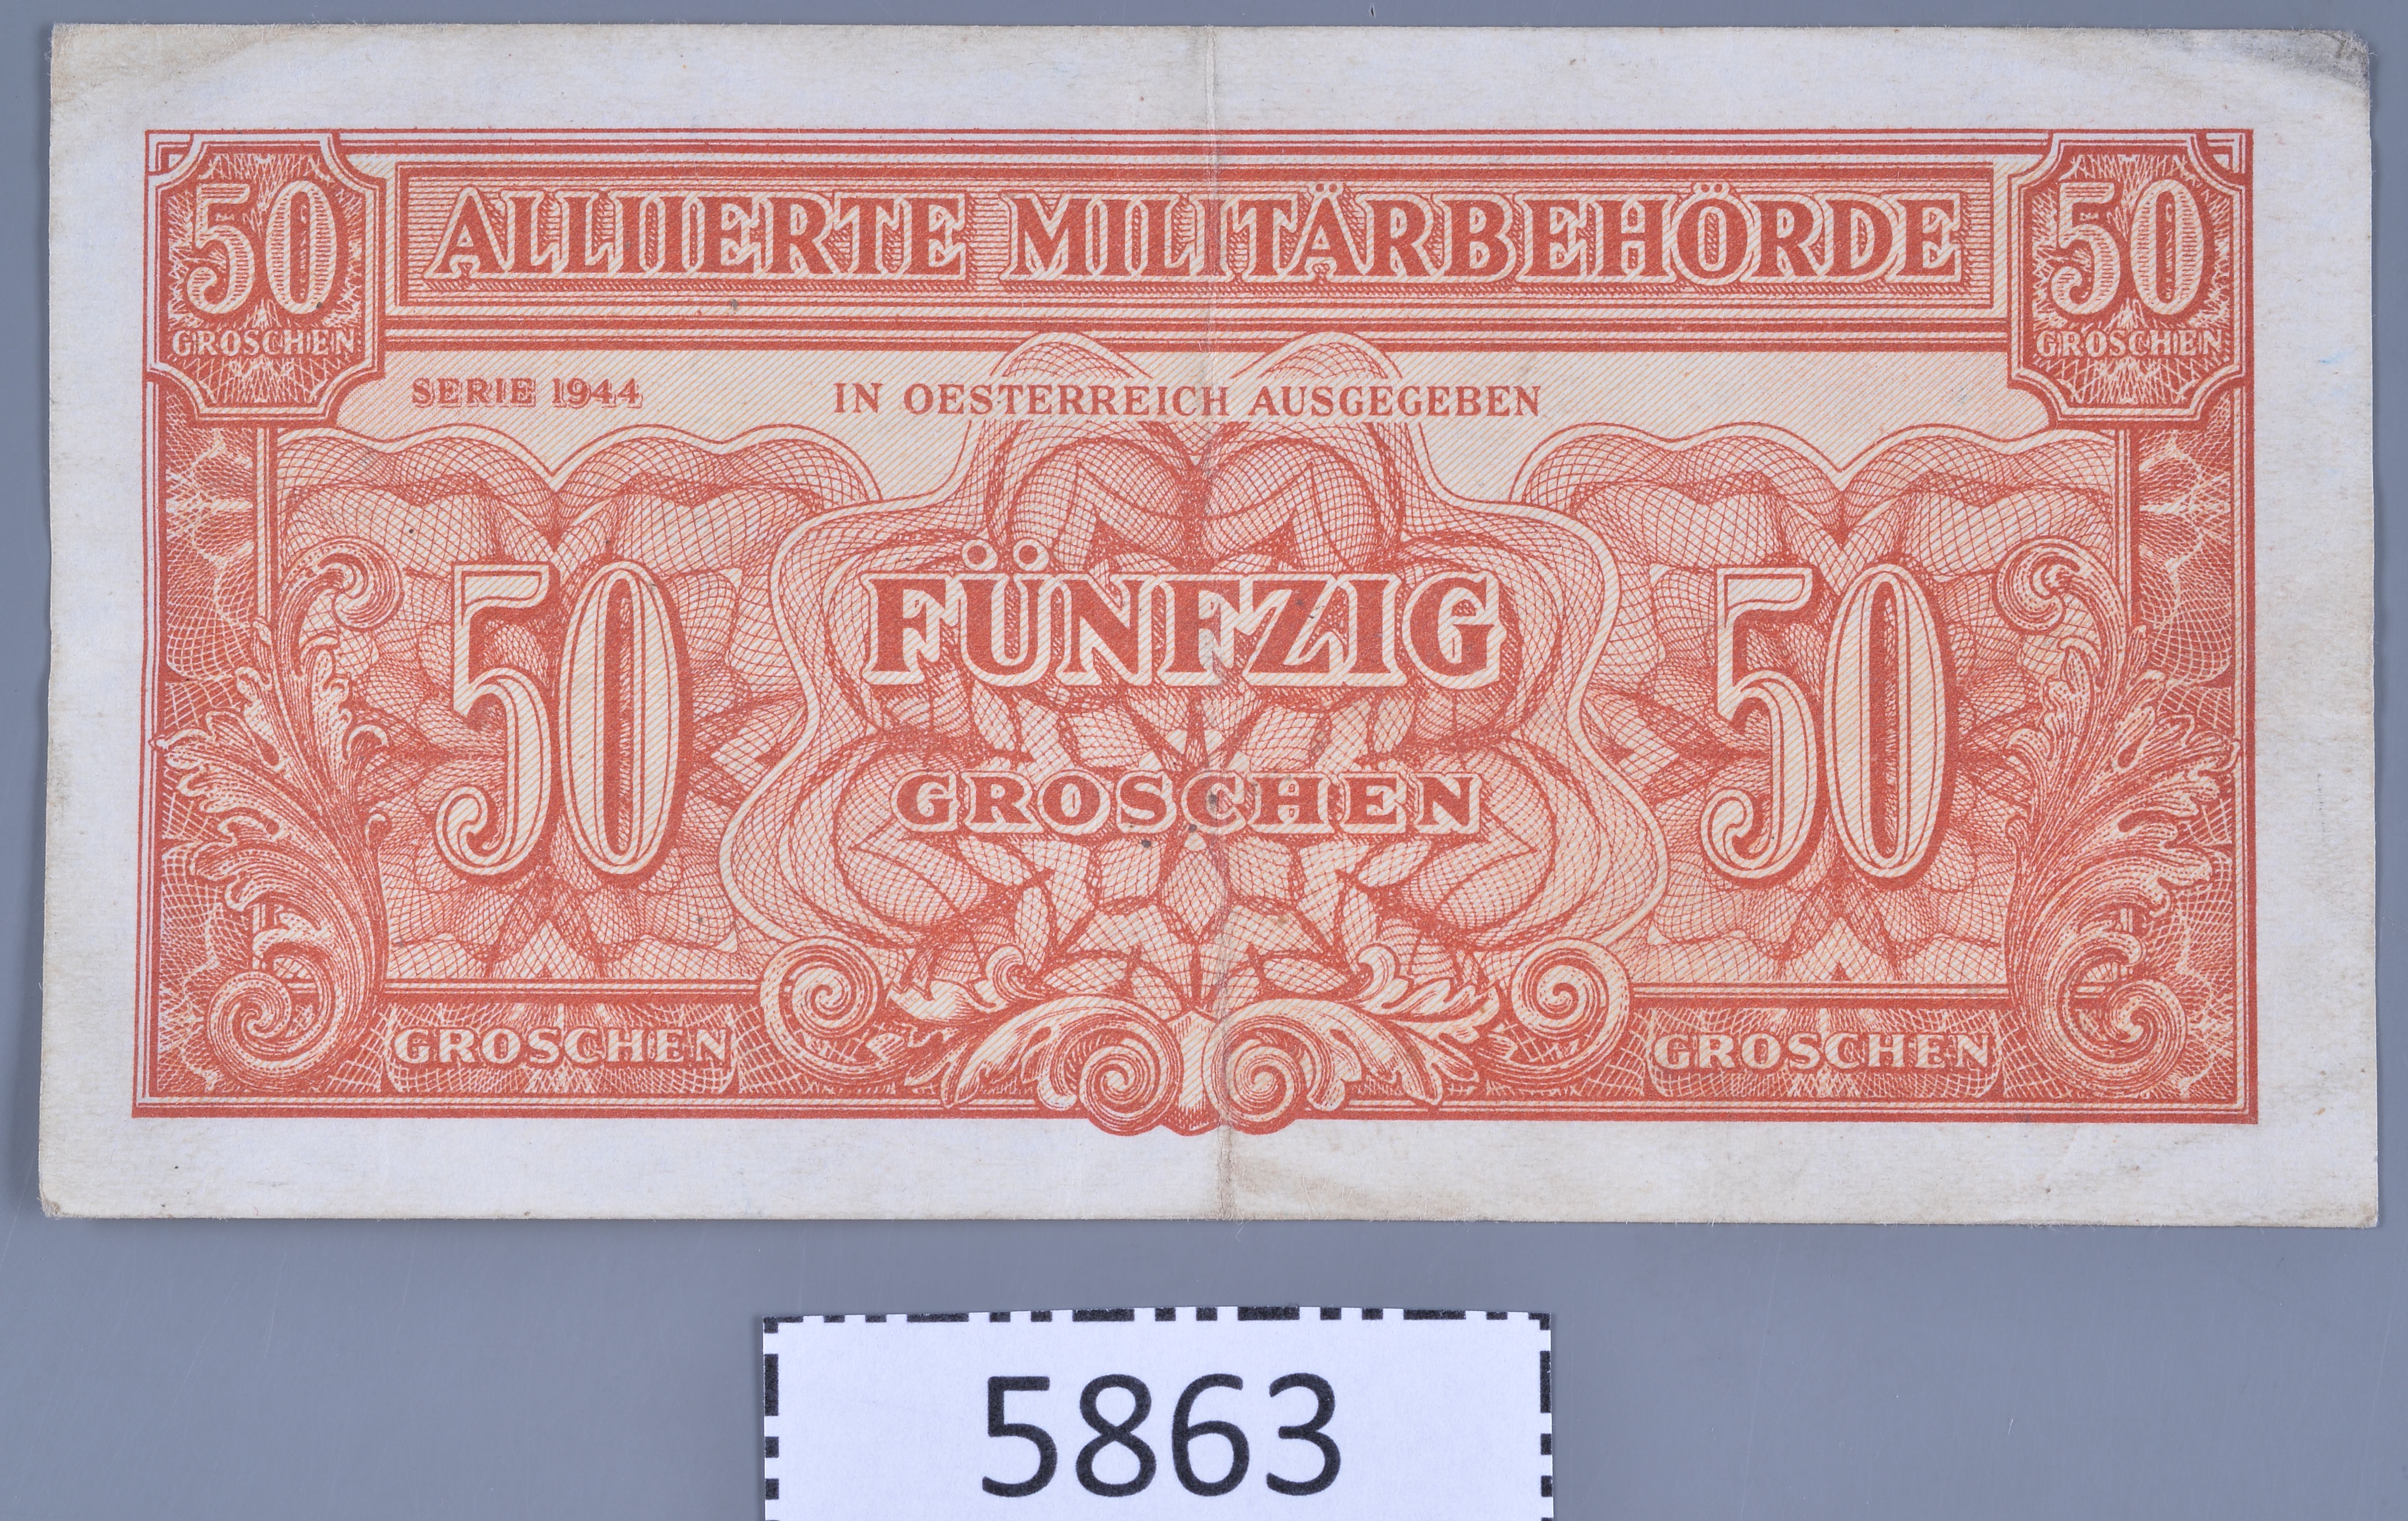 50 ALLIIERTE MILITÄRBEHÖRDE 50
GROSCHEN GROSCHEN
SERIE 1944 IN OESTERREICH AUSGEGEBEN
50 FÜNFZIG 50
GROSCHEN
GROSCHEN GROSCHEN
5863